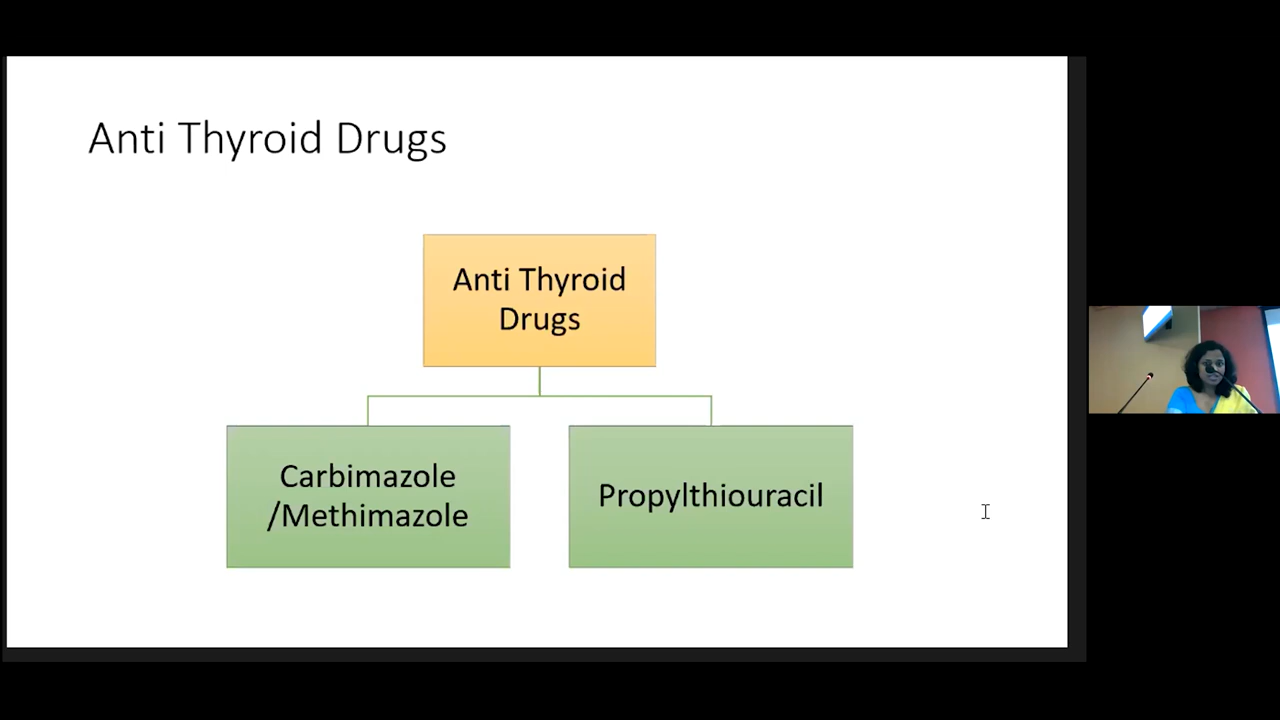 Anti Thyroid Drugs
Anti Thyroid
Drugs
Carbimazole
/Methimazole
Propylthiouracil